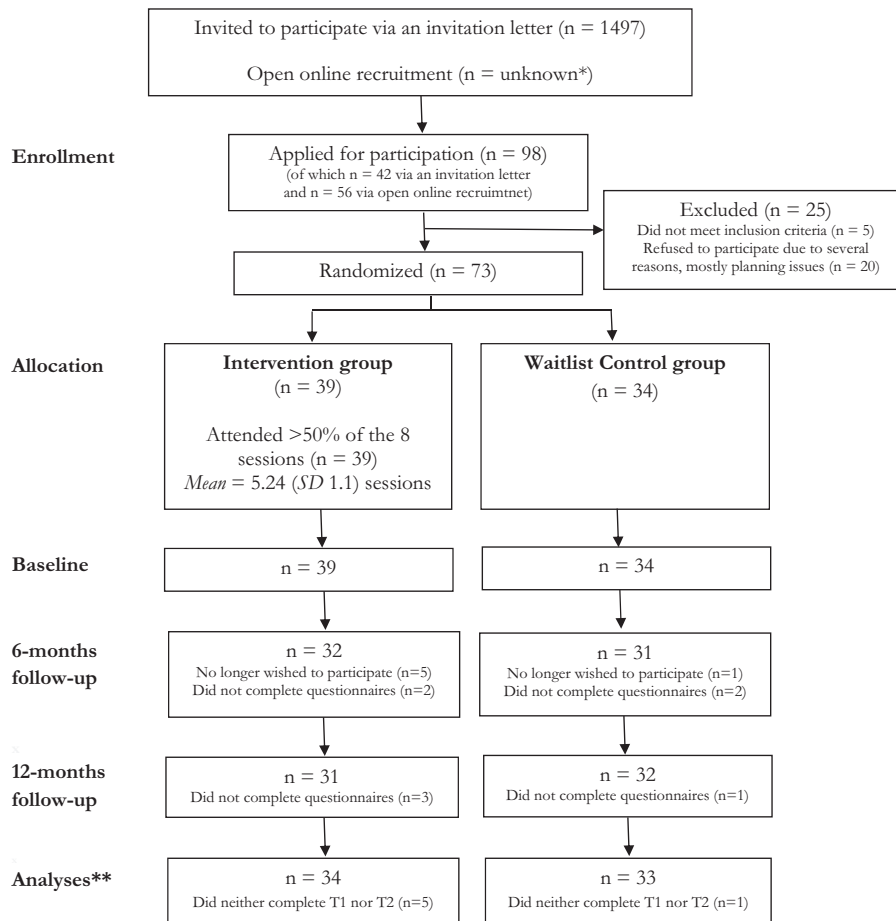 Invited to participate via an invitation letter (n = 1497)
Open online recruitment (n = unknown*)
Enrollment
Applied for participation (n = 98)
(of which n = 42 via an invitation letter
and n = 56 via open online recruimtnet)
Excluded (n = 25)
Did not meet inclusion criteria (n = 5)
Refused to participate due to several
reasons, mostly planning issues (n = 20)
Randomized (n = 73)
Allocation
Intervention group
(n = 39)
Attended >50% of the 8
sessions (n = 39)
Mean = 5.24 (SD 1.1) sessions
Waitlist Control group
(n = 34)
Baseline
n = 39
n = 34
6-months
follow-up
n = 32
No longer wished to participate (n=5)
Did not complete questionnaires (n=2)
n = 31
No longer wished to participate (n=1)
Did not complete questionnaires (n=2)
12-months
follow-up
n = 31
Did not complete questionnaires (n=3)
n = 32
Did not complete questionnaires (n=1)
Analyses**
n = 34
Did neither complete T1 nor T2 (n=5)
n = 33
Did neither complete T1 nor T2 (n=1)